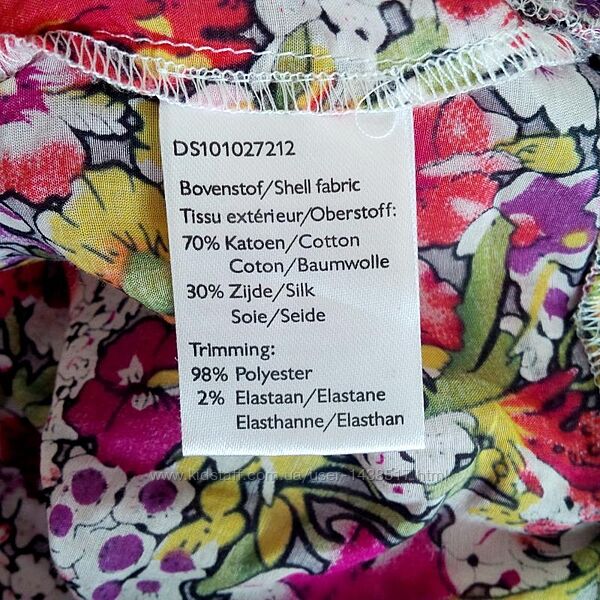 DS101027212
Bovenstof/Shell fabric
Tissu extérieur/Oberstoff:
70% Katoen/Cotton
Coton/Baumwolle
30% Zijde/Silk
Soie/Seide
Trimming:
98% Polyester
2% Elastaan/Elastane
Elasthanne/Elasthan